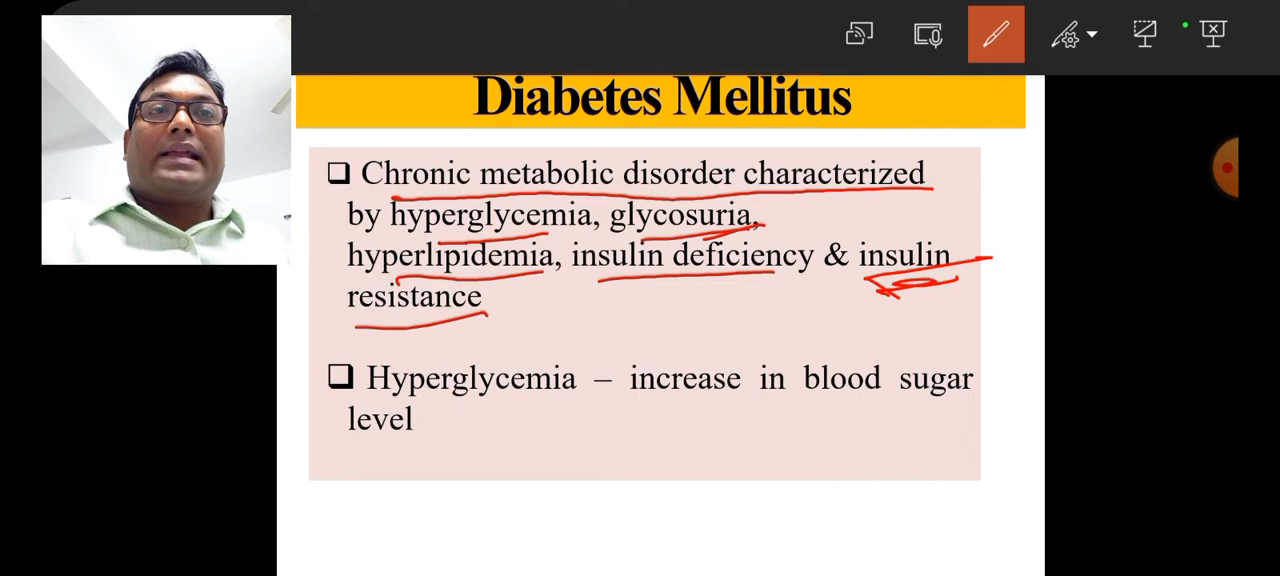 Diabetes Mellitus
❑ Chronic metabolic disorder characterized
by hyperglycemia, glycosuria,
hyperlipidemia, insulin deficiency & insulin
resistance
❑ Hyperglycemia – increase in blood sugar
level